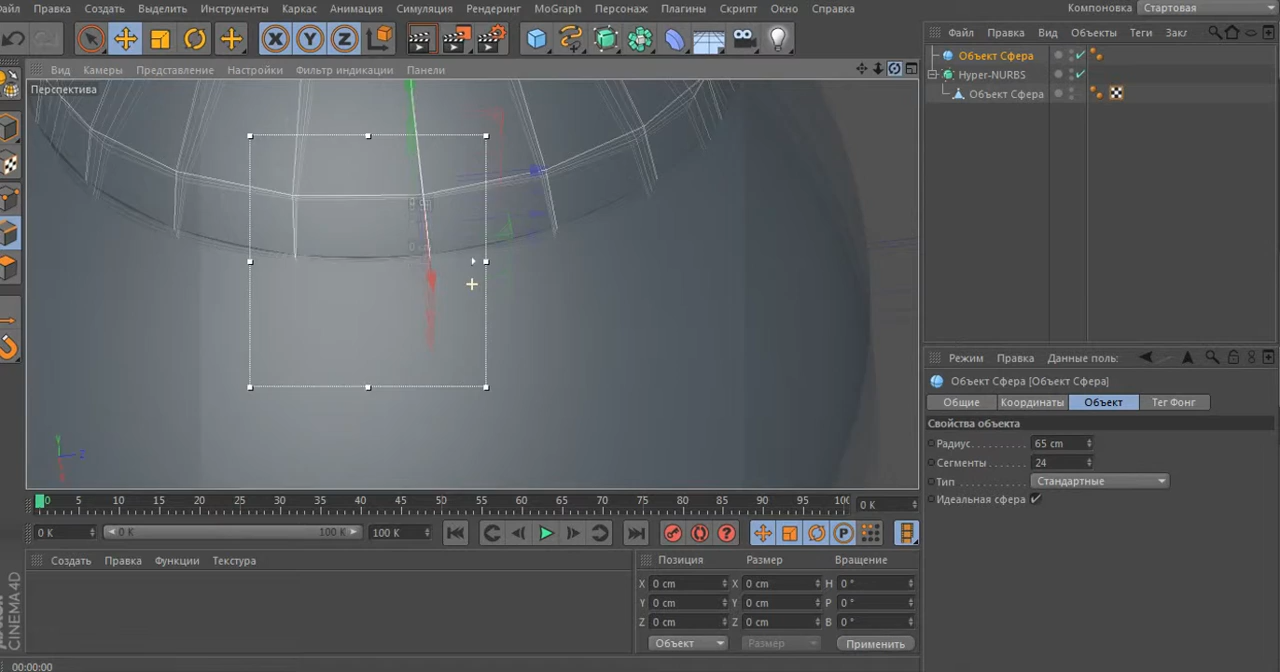 айл Правка Создать Выделить Инструменты Каркас Анимация Симуляция Рендеринг MoGraph Персонаж Плагины Скрипт Окно Справка
Компоновка Стартовая
X Y Z
Вид Камеры Представление Настройки Фильтр индикации Панели
Перспектива
Файл Правка Вид Объекты Теги Зак
Объект Сфера
Hyper-NURBS
Объект Сфера
Режим Правка Данные поль:
Объект Сфера [Объект Сфера]
Общие Координаты Объект Тег Фонг
Свойства объекта
Радиус 65 cm
Сегменты 24
Тип Стандартные
Идеальная сфера
Y Z
0 5 10 15 20 25 30 35 40 45 50 55 60 65 70 75 80 85 90 95 100 0 K
0 K 0 K 100 K 100 K
P
Создать Правка Функции Текстура
Позиция Размер Вращение
X 0 cm X 0 cm H 0 °
Y 0 cm Y 0 cm P 0 °
Z 0 cm Z 0 cm B 0 °
Объект Размер Применить
CINEMA 4D
00:00:00